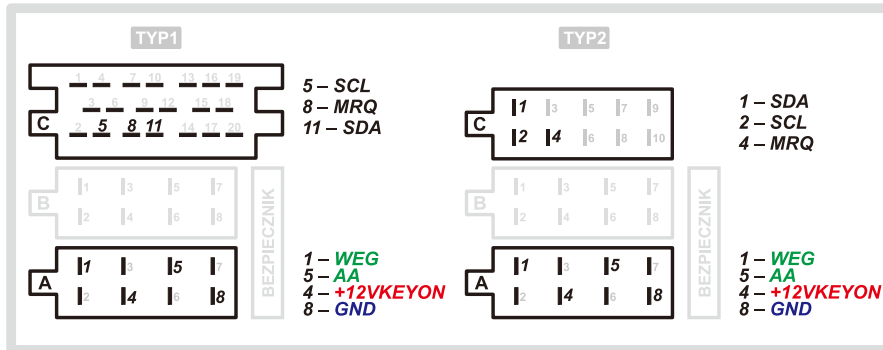 TYP1
1 4 7 10 13 16 19
3 6 9 12 15 18
C 2 5 8 11 14 17 20
5 – SCL
8 – MRQ
11 – SDA
B
1 3 5 7
2 4 6 8
BEZPIECZNIK
A
1 3 5 7
2 4 6 8
1 – WEG
5 – AA
4 – +12VKEYON
8 – GND
TYP2
C
1 3 5 7 9
2 4 6 8 10
1 – SDA
2 – SCL
4 – MRQ
B
1 3 5 7
2 4 6 8
BEZPIECZNIK
A
1 3 5 7
2 4 6 8
1 – WEG
5 – AA
4 – +12VKEYON
8 – GND